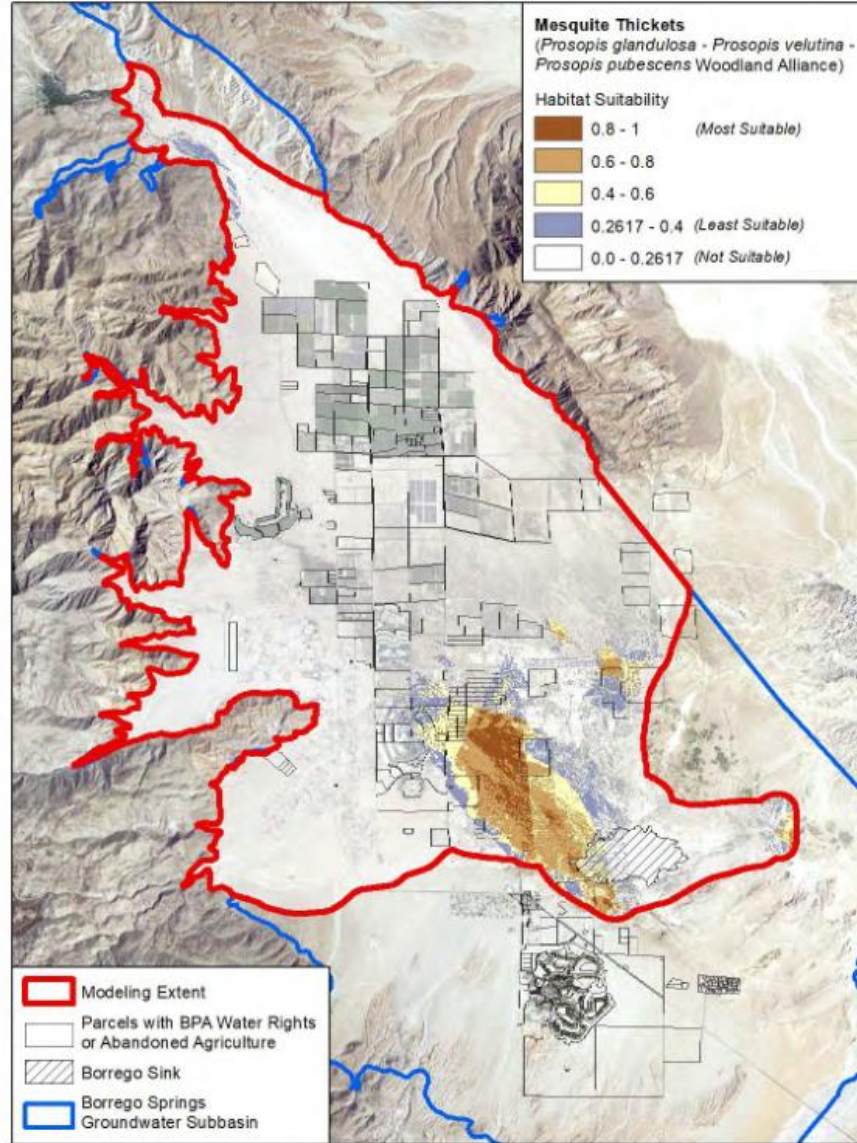 Mesquite Thickets
(Prosopis glandulosa - Prosopis velutina -
Prosopis pubescens Woodland Alliance)
Habitat Suitability
0.8 - 1 (Most Suitable)
0.6 - 0.8
0.4 - 0.6
0.2617 - 0.4 (Least Suitable)
0.0 - 0.2617 (Not Suitable)
Modeling Extent
Parcels with BPA Water Rights
or Abandoned Agriculture
Borrego Sink
Borrego Springs
Groundwater Subbasin